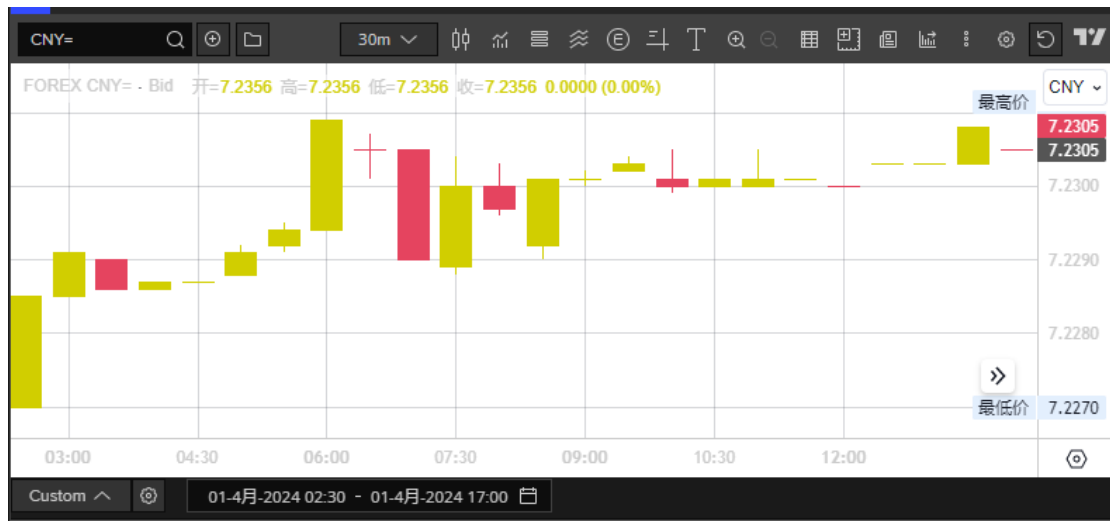 CNY=
30m
E
T
FOREX CNY= - Bid 开=7.2356 高=7.2356 低=7.2356 收=7.2356 0.0000 (0.00%)
CNY
最高价
7.2305
7.2305
7.2300
7.2290
7.2280
最低价 7.2270
03:00 04:30 06:00 07:30 09:00 10:30 12:00
Custom 01-4月-2024 02:30 - 01-4月-2024 17:00